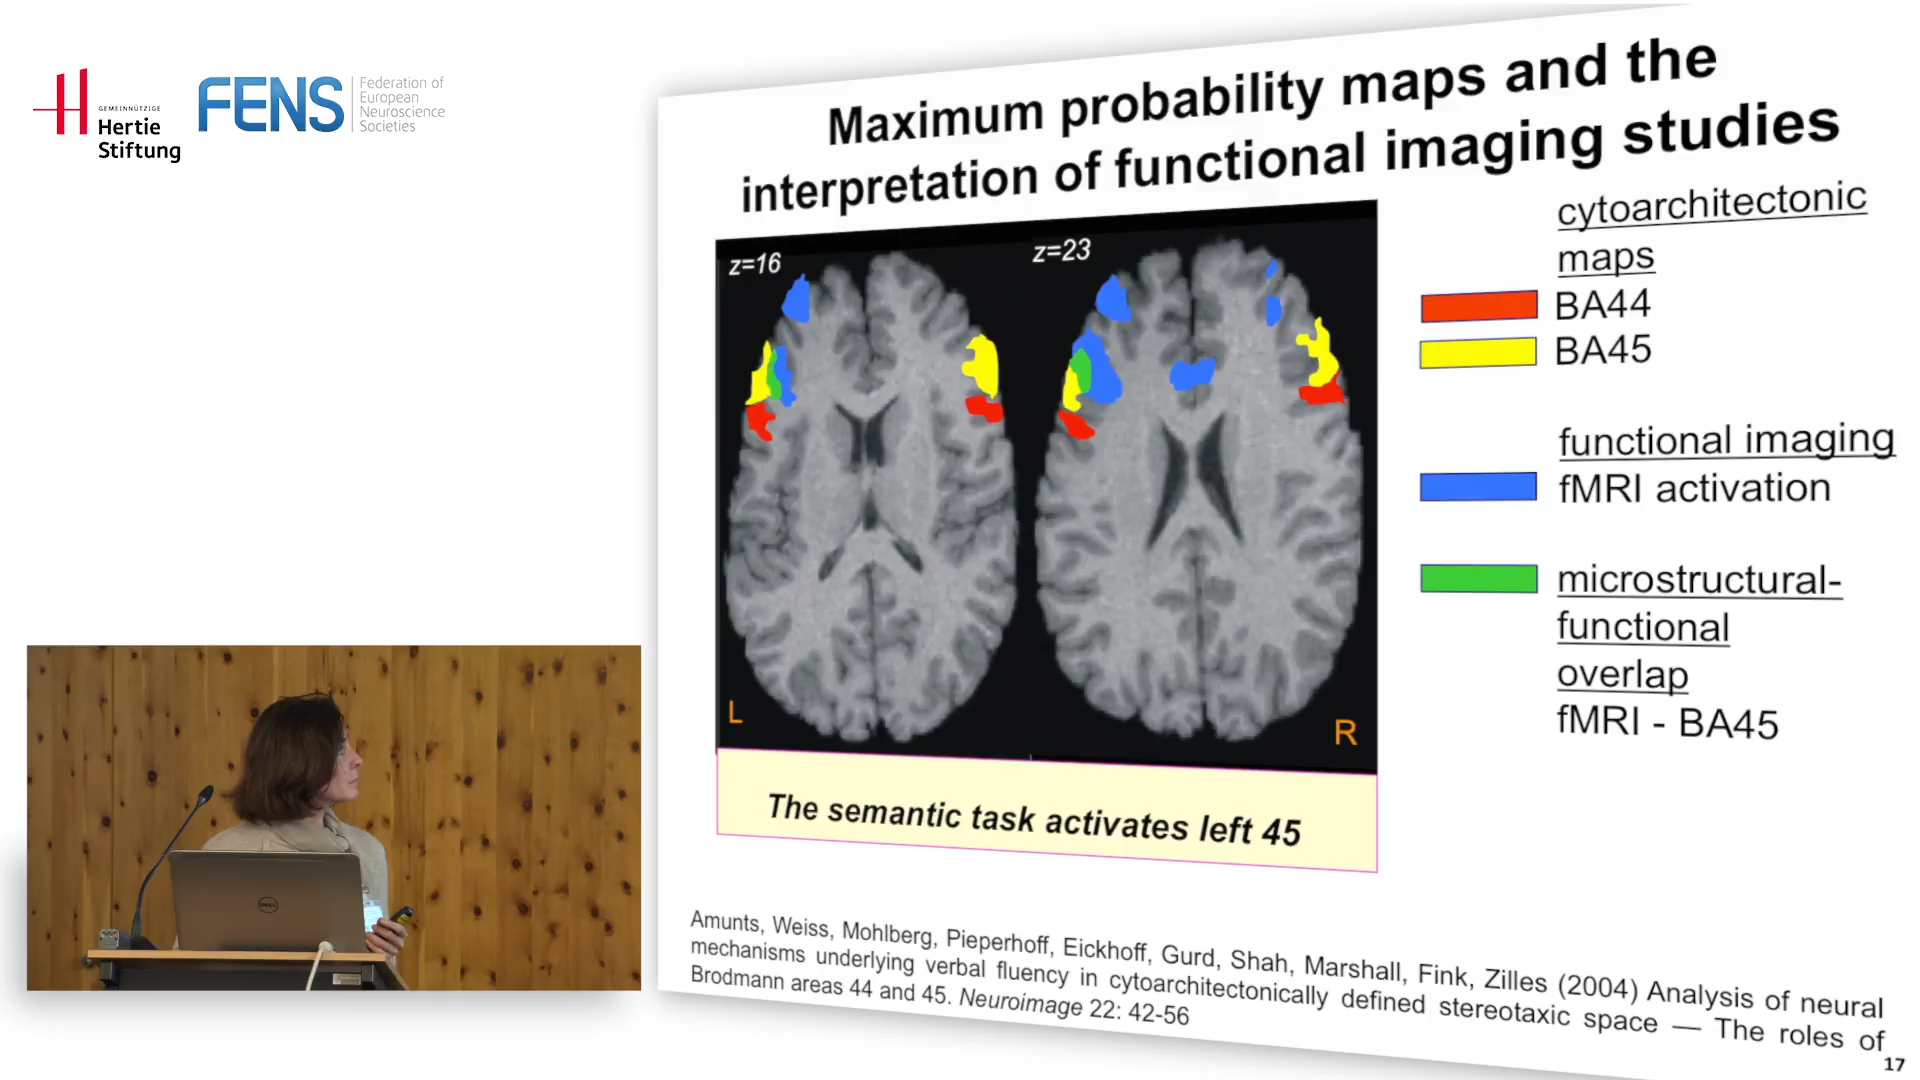 GEMEINNÜTZIGE
Hertie
Stiftung
FENS
Federation of
European
Neuroscience
Societies
Maximum probability maps and the
interpretation of functional imaging studies
z=16
z=23
L
R
The semantic task activates left 45
cytoarchitectonic
maps
BA44
BA45
functional imaging
fMRI activation
microstructural-
functional
overlap
fMRI - BA45
Amunts, Weiss, Mohlberg, Pieperhoff, Eickhoff, Gurd, Shah, Marshall, Fink, Zilles (2004) Analysis of neural
mechanisms underlying verbal fluency in cytoarchitectonically defined stereotaxic space — The roles of
Brodmann areas 44 and 45. Neuroimage 22: 42-56
17
DELL